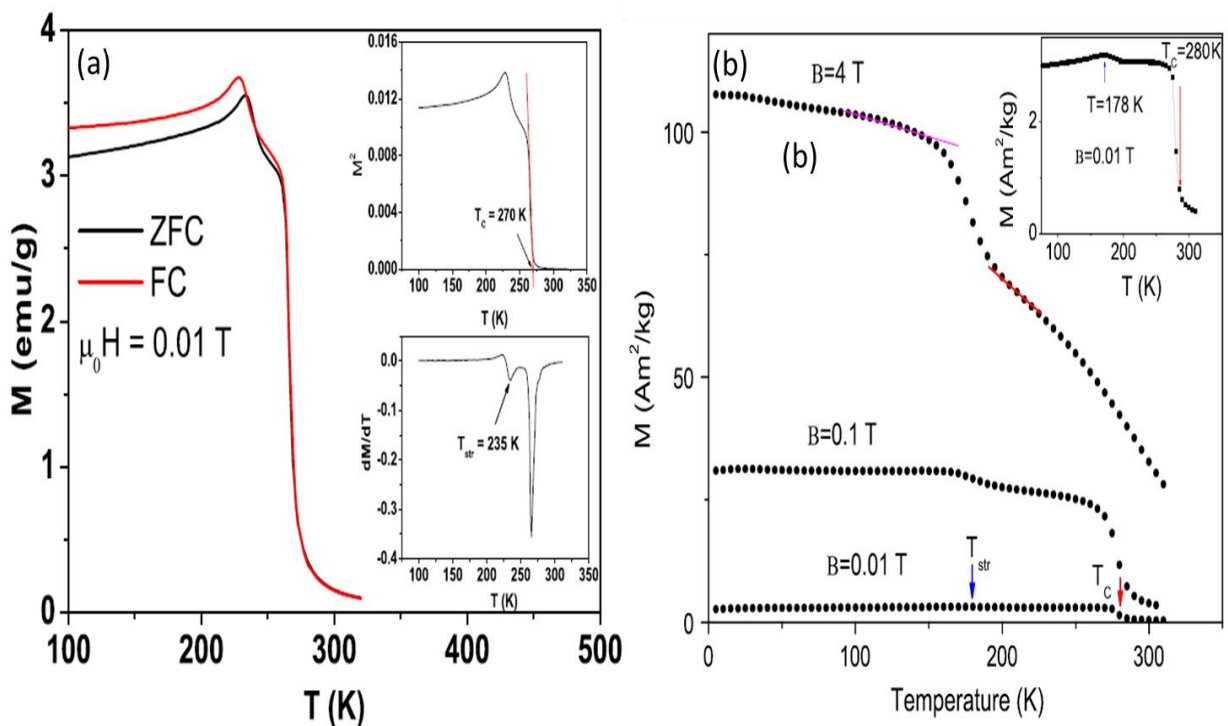 (a)
4
3
2
1
0
M (emu/g)
ZFC
FC
μ₀H = 0.01 T
100 200 300 400 500
T (K)
0.016
0.012
0.008
0.004
0.000
M²
T_C = 270 K
100 150 200 250 300 350
T (K)
0.0
-0.1
-0.2
-0.3
-0.4
dM/dT
T_str = 235 K
100 150 200 250 300 350
T (K)
(b)
B=4 T
(b)
100
50
0
M (Am²/kg)
B=0.1 T
B=0.01 T
T_str
T_C
0 100 200 300
Temperature (K)
T_C=280K
T=178 K
B=0.01 T
2
0
M (Am²/kg)
100 200 300
T (K)